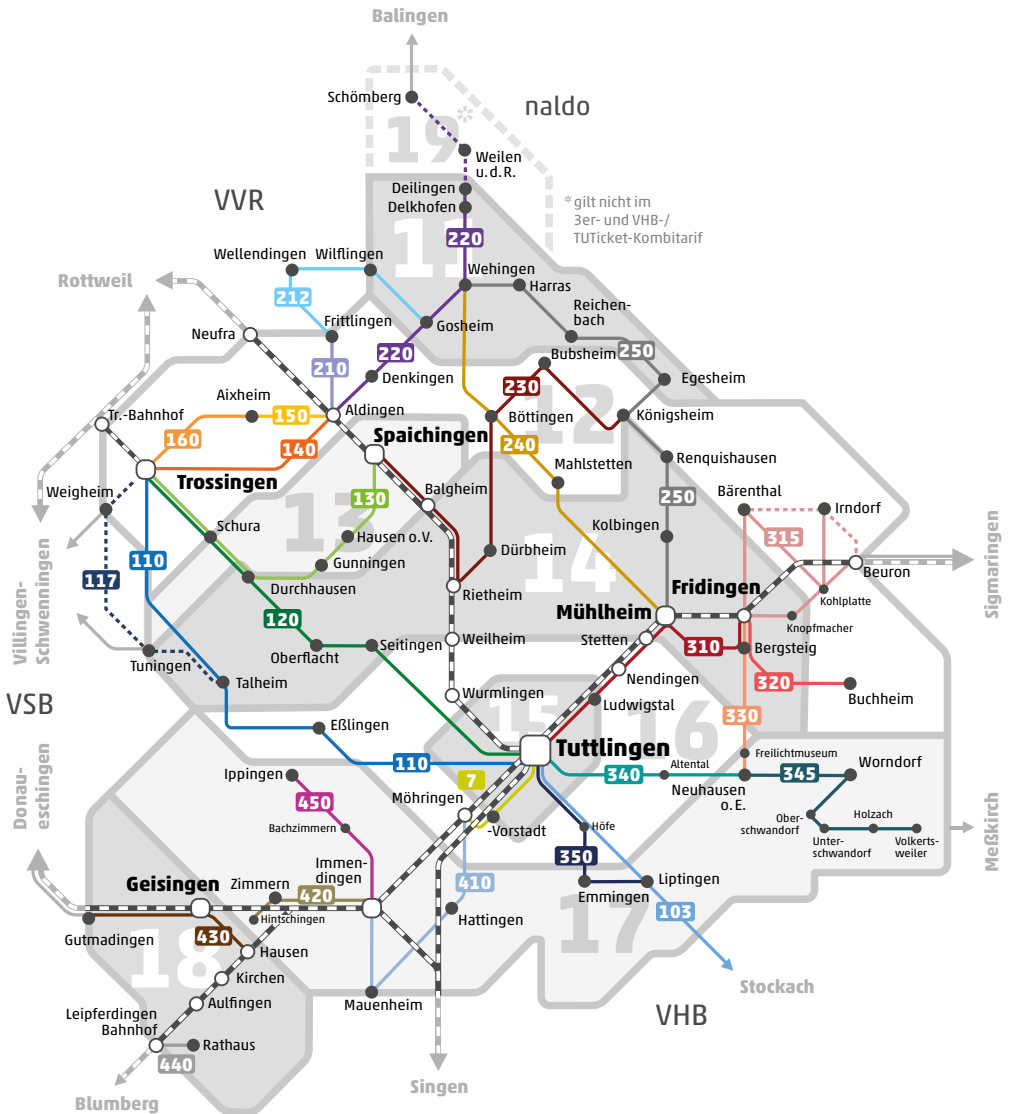 Balingen
Schömberg
naldo
19*
Weilen
u.d.R.
VVR
Deilingen
Delkhofen
* gilt nicht im
3er- und VHB-/
TUTicket-Kombitarif
11
220
Wellendingen
Wilflingen
Wehingen
Harras
Rottweil
212
Reichen-
bach
Neufra
Frittlingen
Gosheim
220
250
Bubsheim
210
Denkingen
230
12
Egesheim
Aixheim
Tr.-Bahnhof
150
Aldingen
Böttingen
Königsheim
160
140
Spaichingen
240
Mahlstetten
Renquishausen
Trossingen
Balgheim
Weigheim
130
250
Bärenthal
Irndorf
13
Schura
Hausen o.V.
Kolbingen
315
Sigmaringen
110
Gunningen
Dürbheim
14
Beuron
117
Durchhausen
Rietheim
Fridingen
Kohlplatte
Villingen-
Schwenningen
120
Mühlheim
Knopfmacher
Oberflacht
Seitingen
Weilheim
Stetten
310
Bergsteig
Tuningen
Talheim
Nendingen
320
Buchheim
VSB
Wurmlingen
15
Ludwigstal
16
330
Eßlingen
Tuttlingen
Freilichtmuseum
110
Altental
Worndorf
Donau-
eschingen
Ippingen
7
340
345
Neuhausen
o.E.
450
Möhringen
Ober-
schwandorf
Holzach
Bachzimmern
-Vorstadt
Höfe
Unter-
schwandorf
Volkerts-
weiler
Meßkirch
Immen-
dingen
350
Geisingen
Zimmern
420
410
Liptingen
Emmingen
Hintschingen
Hattingen
103
Gutmadingen
430
17
18
Hausen
Kirchen
Stockach
Aulfingen
Mauenheim
VHB
Leipferdingen
Bahnhof
Rathaus
440
Singen
Blumberg